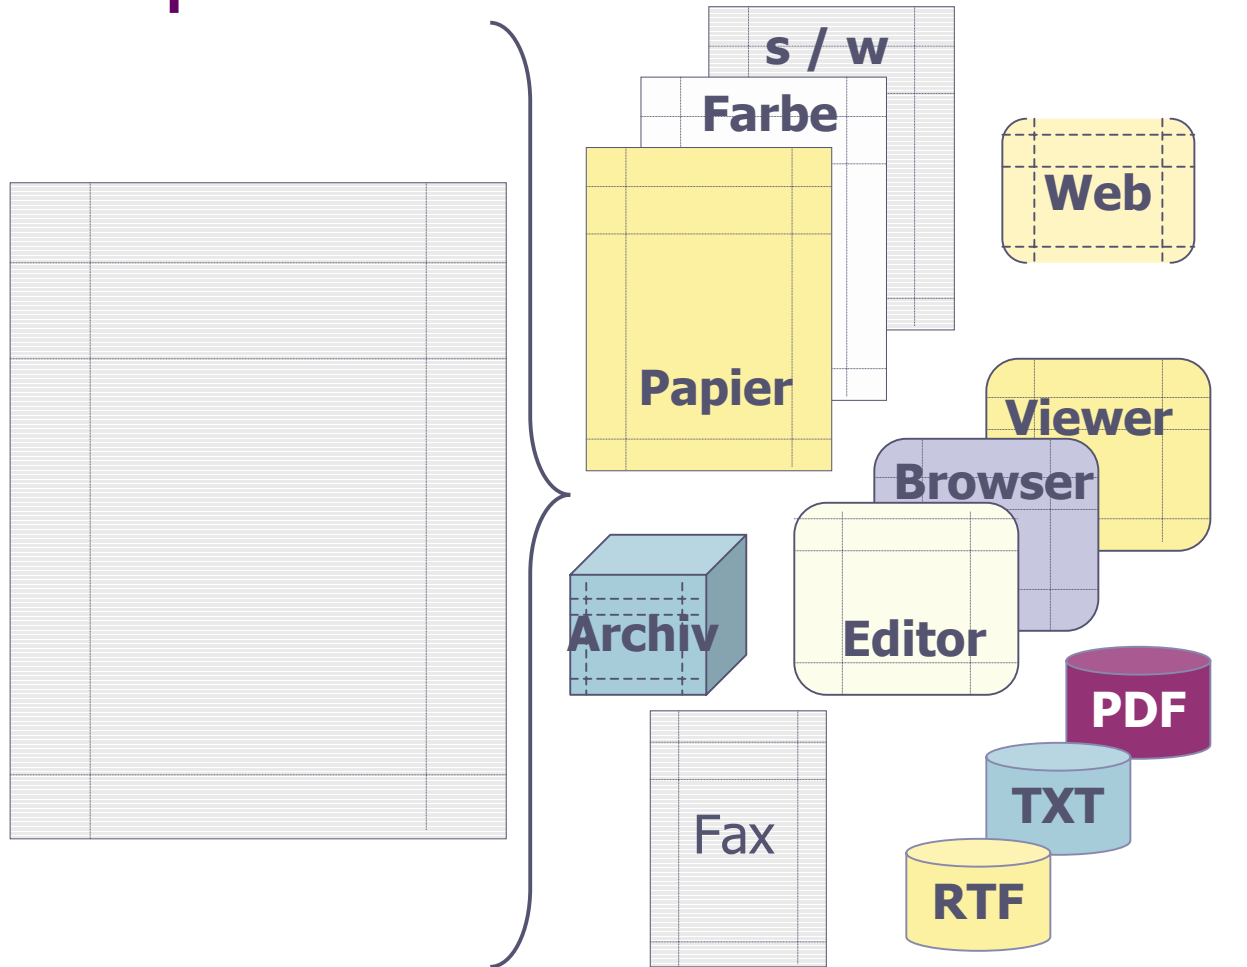 s / w
Farbe
Web
Papier
Viewer
Browser
Archiv
Editor
PDF
TXT
Fax
RTF